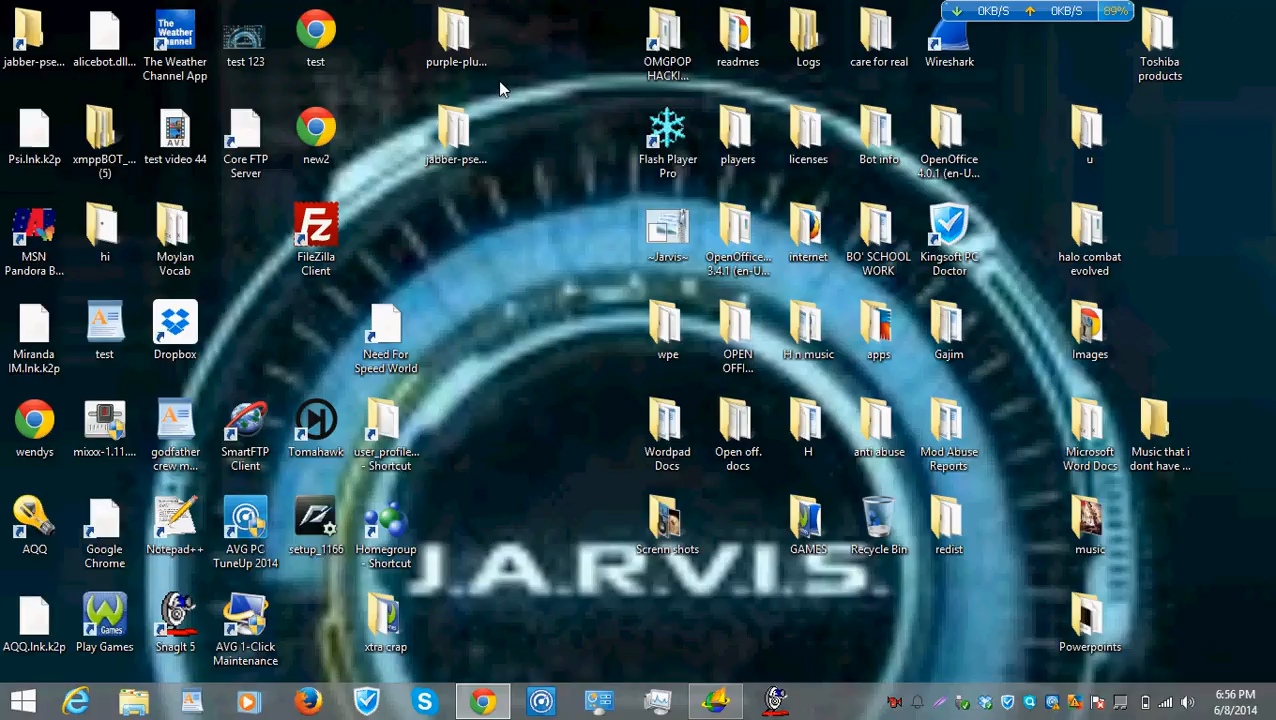 0KB/S 0KB/S 89%
jabber-pse...
alicebot.dll...
The Weather
Channel App
test 123
test
purple-plu...
OMGPOP
HACKI...
readmes
Logs
care for real
Wireshark
Toshiba
products
Psi.lnk.k2p
xmppBOT_...
(5)
test video 44
Core FTP
Server
new2
jabber-pse...
Flash Player
Pro
players
licenses
Bot info
OpenOffice
4.0.1 (en-U...
u
MSN
Pandora B...
hi
Moylan
Vocab
FileZilla
Client
~Jarvis~
OpenOffice...
3.4.1 (en-U...
internet
BO' SCHOOL
WORK
Kingsoft PC
Doctor
halo combat
evolved
Miranda
IM.lnk.k2p
test
Dropbox
Need For
Speed World
wpe
OPEN
OFFI...
H n music
apps
Gajim
Images
wendys
mixxx-1.11....
godfather
crew m...
SmartFTP
Client
Tomahawk
user_profile...
- Shortcut
Wordpad
Docs
Open off.
docs
H
anti abuse
Mod Abuse
Reports
Microsoft
Word Docs
Music that i
dont have ...
AQQ
Google
Chrome
Notepad++
AVG PC
TuneUp 2014
setup_1166
Homegroup
- Shortcut
Screnn shots
GAMES
Recycle Bin
redist
music
J.A.R.V.I.S.
AQQ.lnk.k2p
Play Games
SnagIt 5
AVG 1-Click
Maintenance
xtra crap
Powerpoints
6:56 PM
6/8/2014